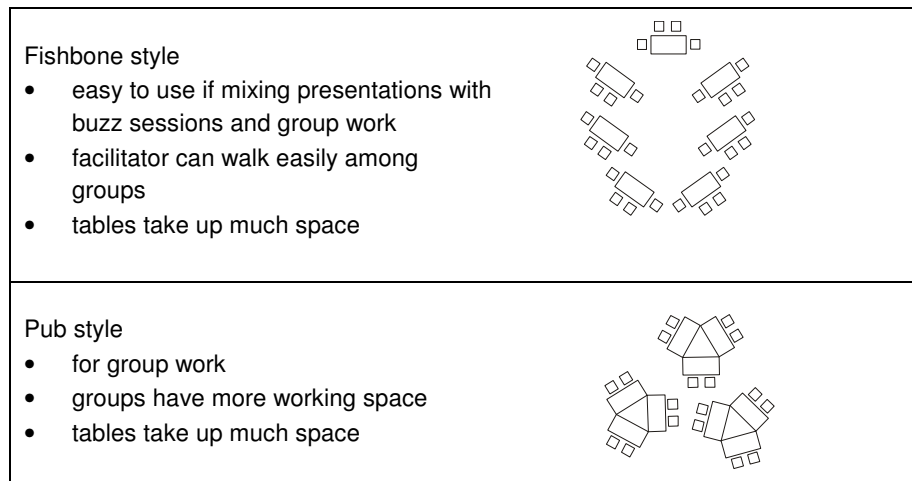 Fishbone style
• easy to use if mixing presentations with
buzz sessions and group work
• facilitator can walk easily among
groups
• tables take up much space
Pub style
• for group work
• groups have more working space
• tables take up much space